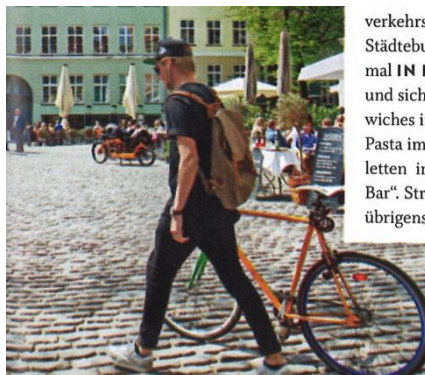 verkehrs
Städtebu
mal IN
und sich
wiches i
Pasta im
letten in
Bar“. Str
übrigens